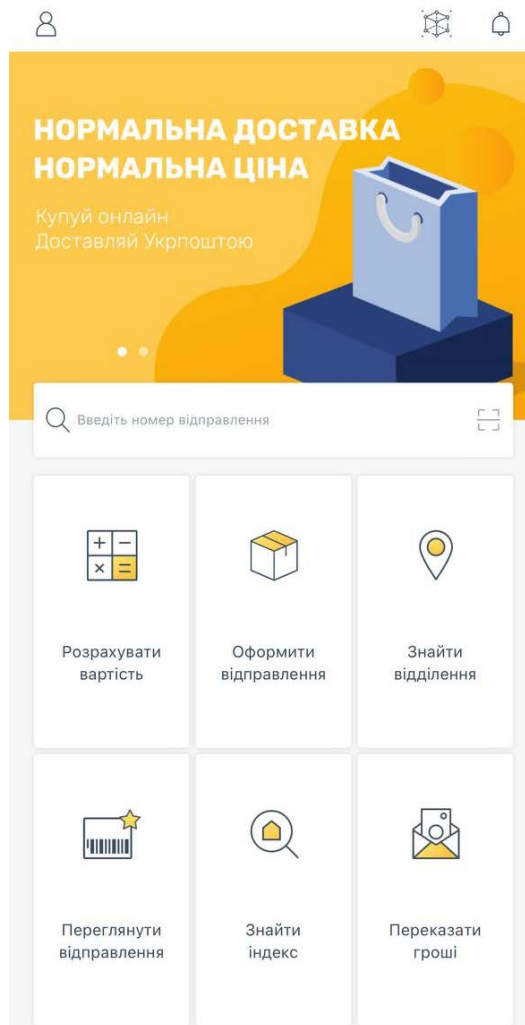 НОРМАЛЬНА ДОСТАВКА
НОРМАЛЬНА ЦІНА
Купуй онлайн
Доставляй Укрпоштою
Введіть номер відправлення
Розрахувати
вартість
Оформити
відправлення
Знайти
відділення
Переглянути
відправлення
Знайти
індекс
Переказати
гроші